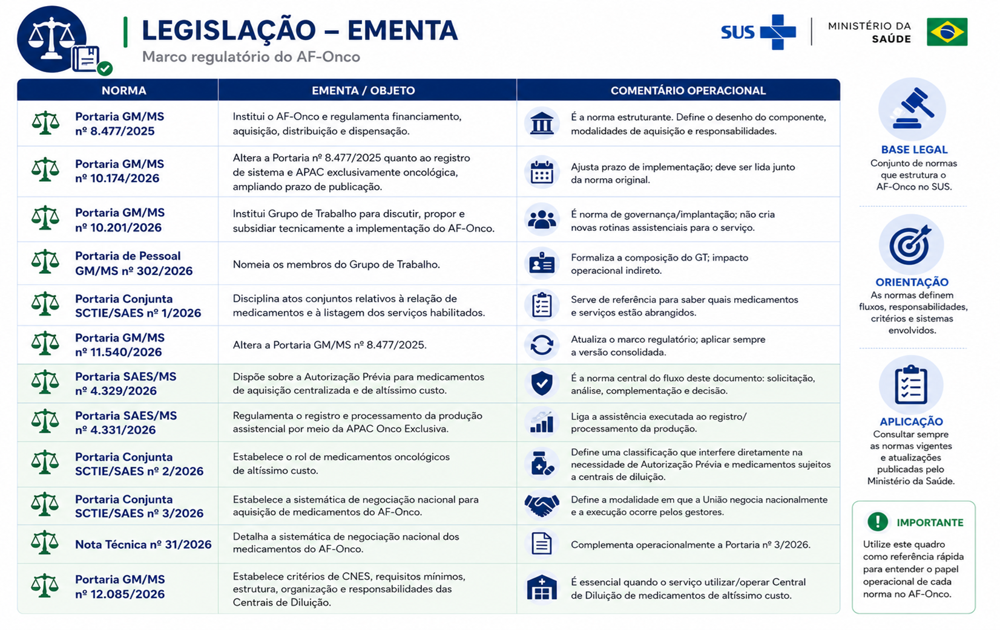 LEGISLAÇÃO – EMENTA
Marco regulatório do AF-Onco
SUS
MINISTÉRIO DA
SAÚDE
NORMA
EMENTA / OBJETO
COMENTÁRIO OPERACIONAL
Portaria GM/MS
nº 8.477/2025
Institui o AF-Onco e regulamenta financiamento,
aquisição, distribuição e dispensação.
É a norma estruturante. Define o desenho do componente,
modalidades de aquisição e responsabilidades.
Portaria GM/MS
nº 10.174/2026
Altera a Portaria nº 8.477/2025 quanto ao registro
de sistema e APAC exclusivamente oncológica,
ampliando prazo de publicação.
Ajusta prazo de implementação; deve ser lida junto
da norma original.
Portaria GM/MS
nº 10.201/2026
Institui Grupo de Trabalho para discutir, propor e
subsidiar tecnicamente a implementação do AF-Onco.
É norma de governança/implantação; não cria
novas rotinas assistenciais para o serviço.
Portaria de Pessoal
GM/MS nº 302/2026
Nomeia os membros do Grupo de Trabalho.
Formaliza a composição do GT; impacto
operacional indireto.
Portaria Conjunta
SCTIE/SAES nº 1/2026
Disciplina atos conjuntos relativos à relação de
medicamentos e à listagem dos serviços habilitados.
Serve de referência para saber quais medicamentos
e serviços estão abrangidos.
Portaria GM/MS
nº 11.540/2026
Altera a Portaria GM/MS nº 8.477/2025.
Atualiza o marco regulatório; aplicar sempre
a versão consolidada.
Portaria SAES/MS
nº 4.329/2026
Dispõe sobre a Autorização Prévia para medicamentos
de aquisição centralizada e de altíssimo custo.
É a norma central do fluxo deste documento: solicitação,
análise, complementação e decisão.
Portaria SAES/MS
nº 4.331/2026
Regulamenta o registro e processamento da produção
assistencial por meio da APAC Onco Exclusiva.
Liga a assistência executada ao registro/
processamento da produção.
Portaria Conjunta
SCTIE/SAES nº 2/2026
Estabelece o rol de medicamentos oncológicos
de altíssimo custo.
Define uma classificação que interfere diretamente na
necessidade de Autorização Prévia e medicamentos sujeitos
a centrais de diluição.
Portaria Conjunta
SCTIE/SAES nº 3/2026
Estabelece a sistemática de negociação nacional para
aquisição de medicamentos do AF-Onco.
Define a modalidade em que a União negocia nacionalmente
e a execução ocorre pelos gestores.
Nota Técnica nº 31/2026
Detalha a sistemática de negociação nacional dos
medicamentos do AF-Onco.
Complementa operacionalmente a Portaria nº 3/2026.
Portaria GM/MS
nº 12.085/2026
Estabelece critérios de CNES, requisitos mínimos,
estrutura, organização e responsabilidades das
Centrais de Diluição.
É essencial quando o serviço utilizar/operar Central
de Diluição de medicamentos de altíssimo custo.
BASE LEGAL
Conjunto de normas
que estrutura o
AF-Onco no SUS.
ORIENTAÇÃO
As normas definem
fluxos, responsabilidades,
critérios e sistemas
envolvidos.
APLICAÇÃO
Consultar sempre
as normas vigentes
e atualizações
publicadas pelo
Ministério da Saúde.
IMPORTANTE
Utilize este quadro
como referência rápida
para entender o papel
operacional de cada
norma no AF-Onco.